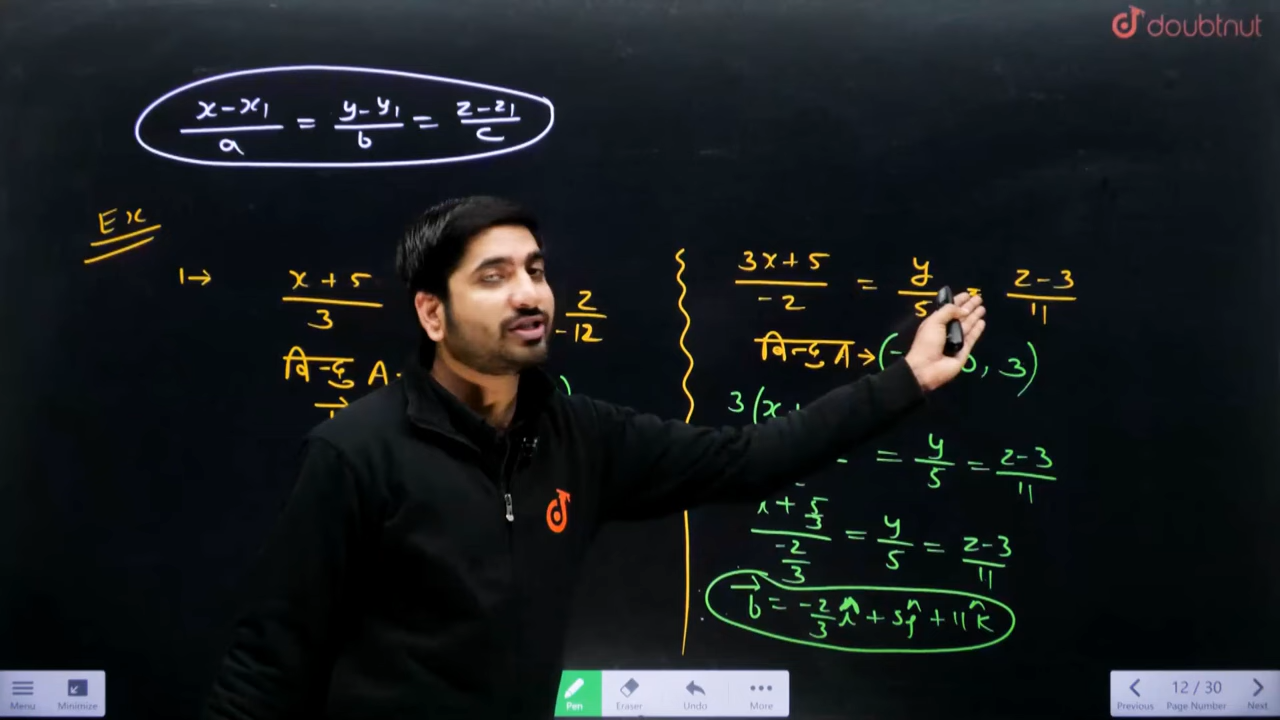 doubtnut
x-x₁/a = y-y₁/b = z-z₁/c
Ex
1→ x+5/3 z/-12
बिन्दु A
3x+5/-2 = y/5 = z-3/11
बिन्दु A → (- , 3)
3(x+
= y/5 = z-3/11
x+5/3/-2/3 = y/5 = z-3/11
b⃗ = -2/3 î + 5ĵ + 11k̂
Menu
Minimize
Pen
Eraser
Undo
More
Previous
12 / 30
Page Number
Next